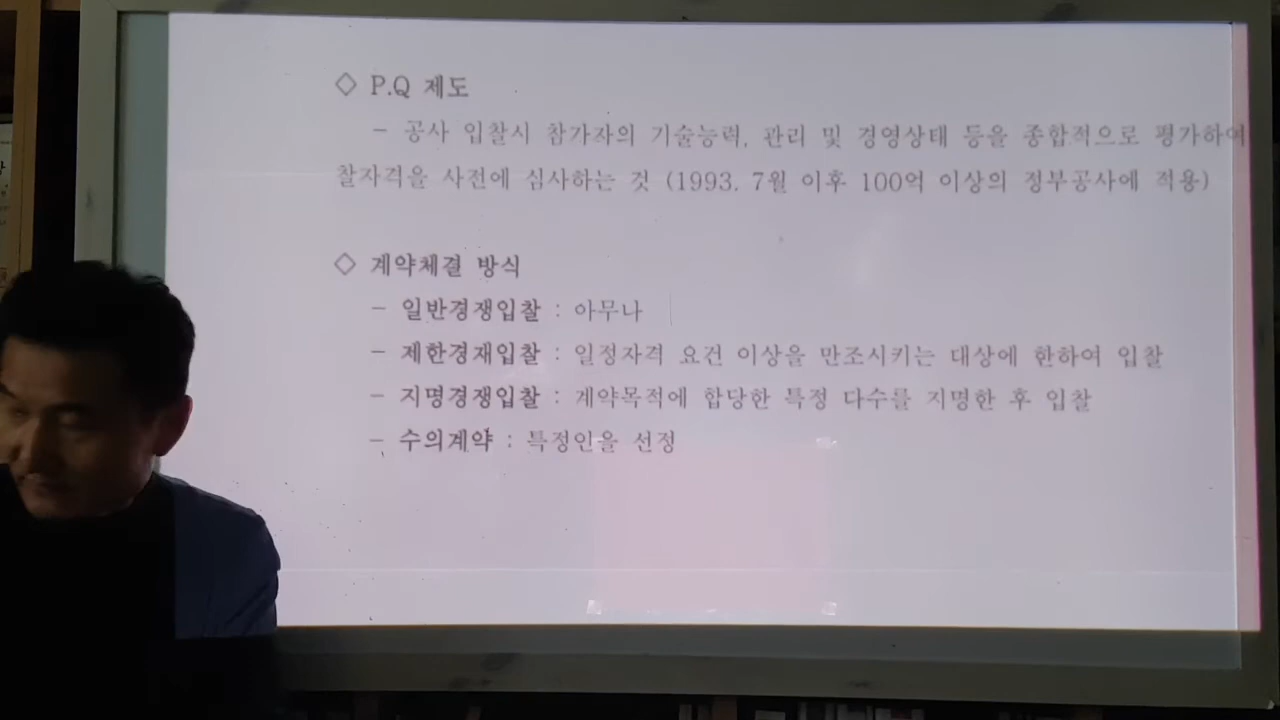 ◇ P.Q 제도
- 공사 입찰시 참가자의 기술능력, 관리 및 경영상태 등을 종합적으로 평가하여
찰자격을 사전에 심사하는 것 (1993. 7월 이후 100억 이상의 정부공사에 적용)
◇ 계약체결 방식
- 일반경쟁입찰 : 아무나
- 제한경재입찰 : 일정자격 요건 이상을 만조시키는 대상에 한하여 입찰
- 지명경쟁입찰 : 계약목적에 합당한 특정 다수를 지명한 후 입찰
- 수의계약 : 특정인을 선정